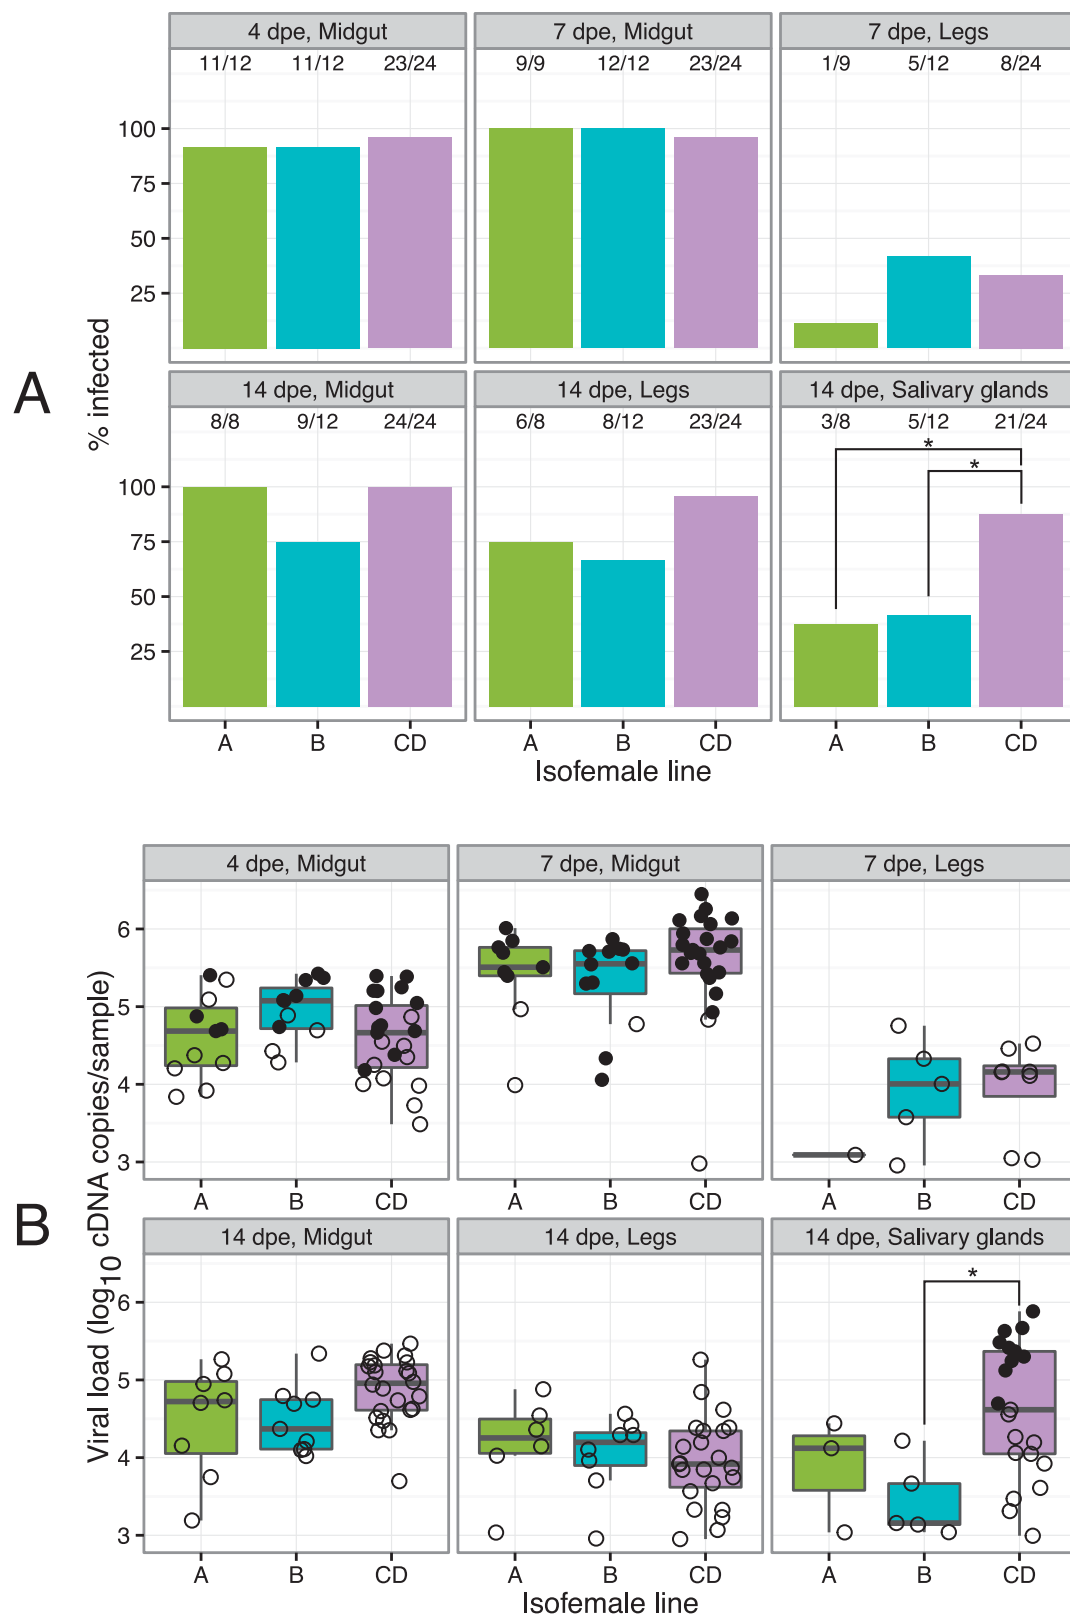 4 dpe, Midgut 7 dpe, Midgut 7 dpe, Legs
11/12 11/12 23/24 9/9 12/12 23/24 1/9 5/12 8/24
100
75
50
25
A
% infected
14 dpe, Midgut 14 dpe, Legs 14 dpe, Salivary glands
8/8 9/12 24/24 6/8 8/12 23/24 3/8 5/12 21/24
*
*
100
75
50
25
A B CD A B CD A B CD
Isofemale line
4 dpe, Midgut 7 dpe, Midgut 7 dpe, Legs
6
5
4
3
A B CD A B CD A B CD
B
Viral load (log10 cDNA copies/sample)
14 dpe, Midgut 14 dpe, Legs 14 dpe, Salivary glands
*
6
5
4
3
A B CD A B CD A B CD
Isofemale line